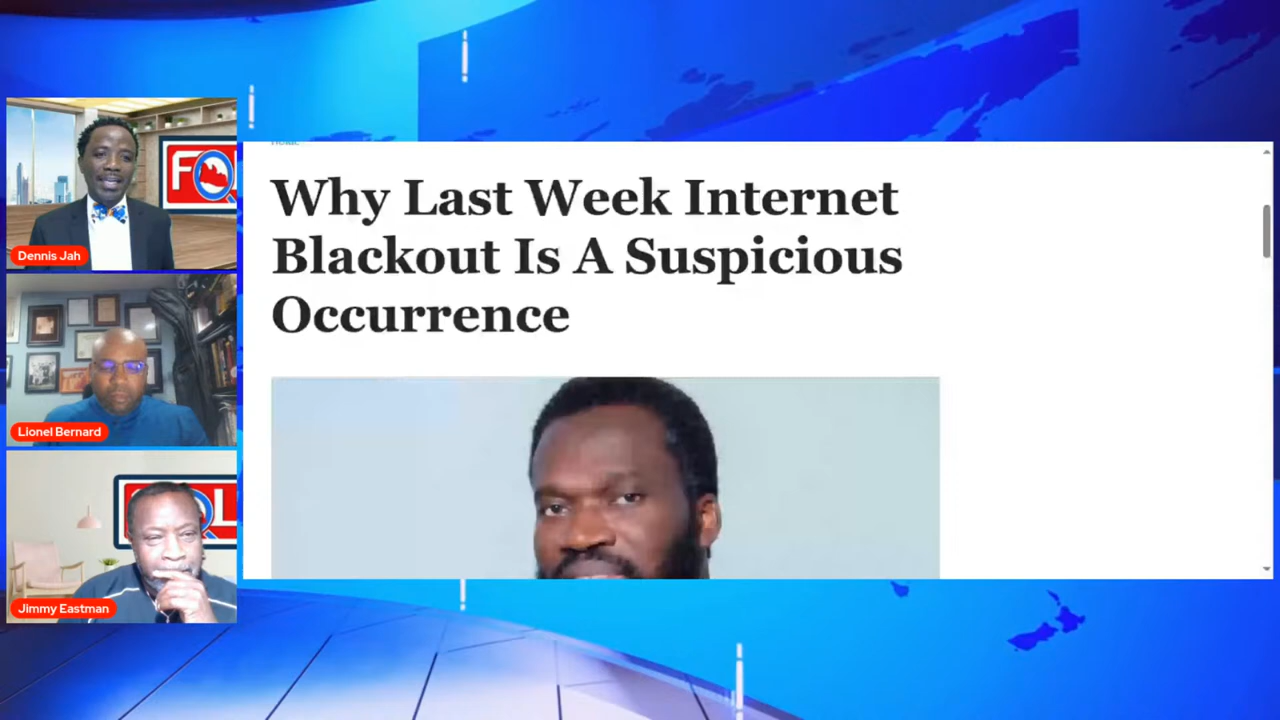 Dennis Jah
Lionel Bernard
Jimmy Eastman
Why Last Week Internet
Blackout Is A Suspicious
Occurrence